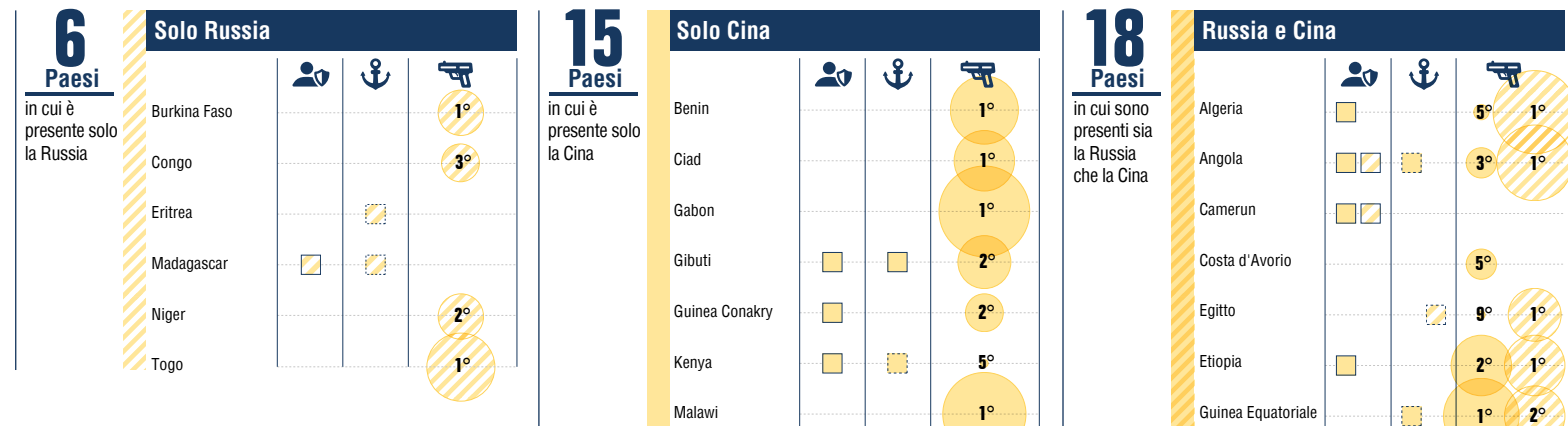 6
Paesi
in cui è
presente solo
la Russia
Solo Russia
Burkina Faso 1°
Congo 3°
Eritrea
Madagascar
Niger 2°
Togo 1°
15
Paesi
in cui è
presente solo
la Cina
Solo Cina
Benin 1°
Ciad 1°
Gabon 1°
Gibuti 2°
Guinea Conakry 2°
Kenya 5°
Malawi 1°
18
Paesi
in cui sono
presenti sia
la Russia
che la Cina
Russia e Cina
Algeria 5° 1°
Angola 3° 1°
Camerun
Costa d'Avorio 5°
Egitto 9° 1°
Etiopia 2° 1°
Guinea Equatoriale 1° 2°